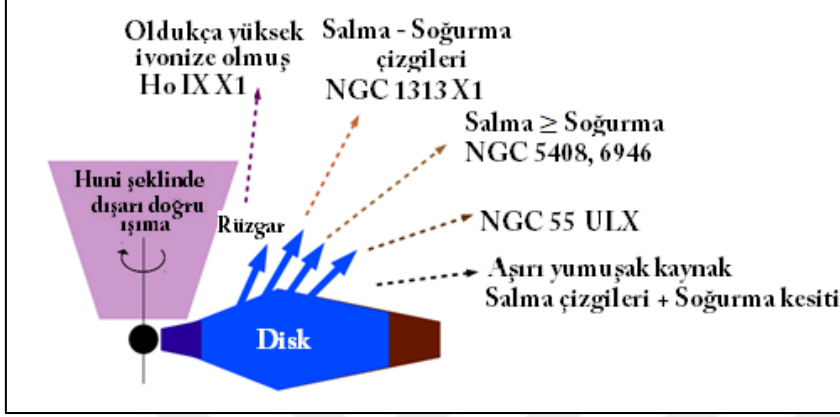 Oldukça yüksek
ivonize olmuş
Ho IX X1
Salma - Soğurma
çizgileri
NGC 1313 X1
Salma ≥ Soğurma
NGC 5408, 6946
Huni şeklinde
dışarı doğru
ışıma
Rüzgar
NGC 55 ULX
Aşırı yumuşak kaynak
Salma çizgileri + Soğurma kesiti
Disk